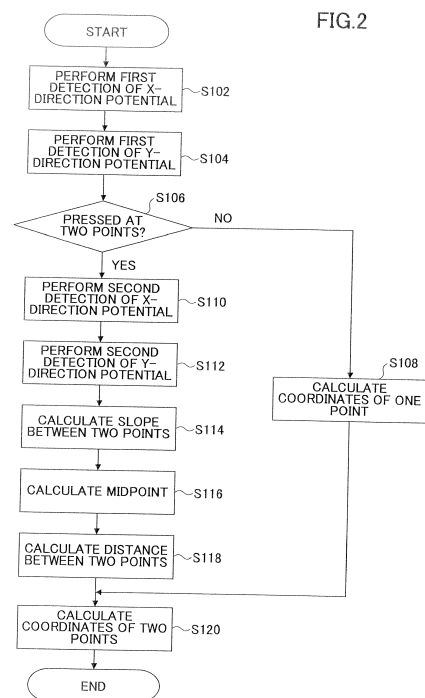 FIG.2
START
PERFORM FIRST
DETECTION OF X-
DIRECTION POTENTIAL
S102
PERFORM FIRST
DETECTION OF Y-
DIRECTION POTENTIAL
S104
S106
PRESSED AT
TWO POINTS?
NO
YES
PERFORM SECOND
DETECTION OF X-
DIRECTION POTENTIAL
S110
PERFORM SECOND
DETECTION OF Y-
DIRECTION POTENTIAL
S112
S108
CALCULATE
COORDINATES OF ONE
POINT
CALCULATE SLOPE
BETWEEN TWO POINTS
S114
CALCULATE MIDPOINT
S116
CALCULATE DISTANCE
BETWEEN TWO POINTS
S118
CALCULATE
COORDINATES OF TWO
POINTS
S120
END